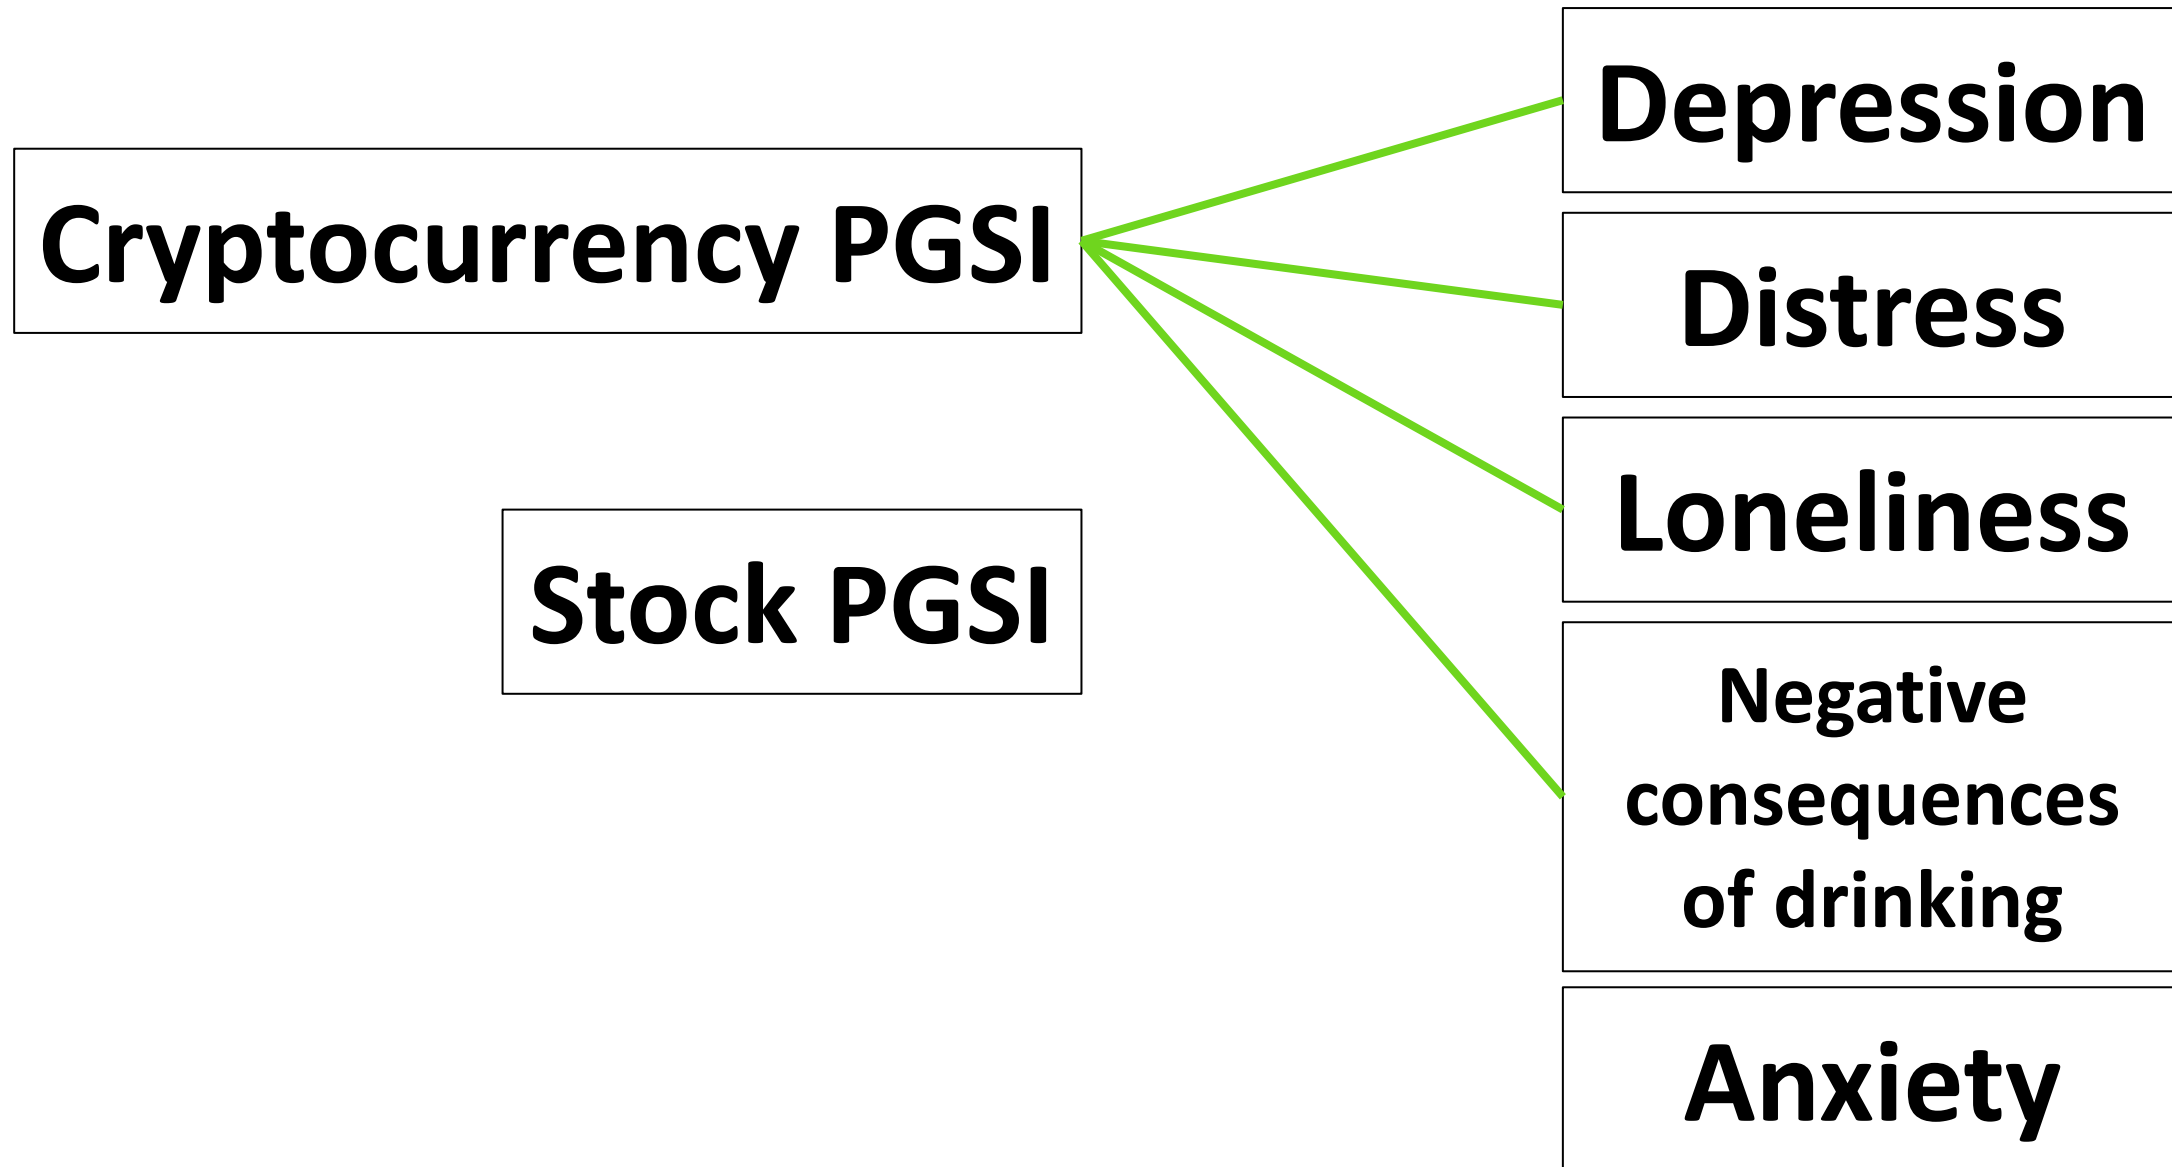 Cryptocurrency PGSI
Stock PGSI
Depression
Distress
Loneliness
Negative
consequences
of drinking
Anxiety